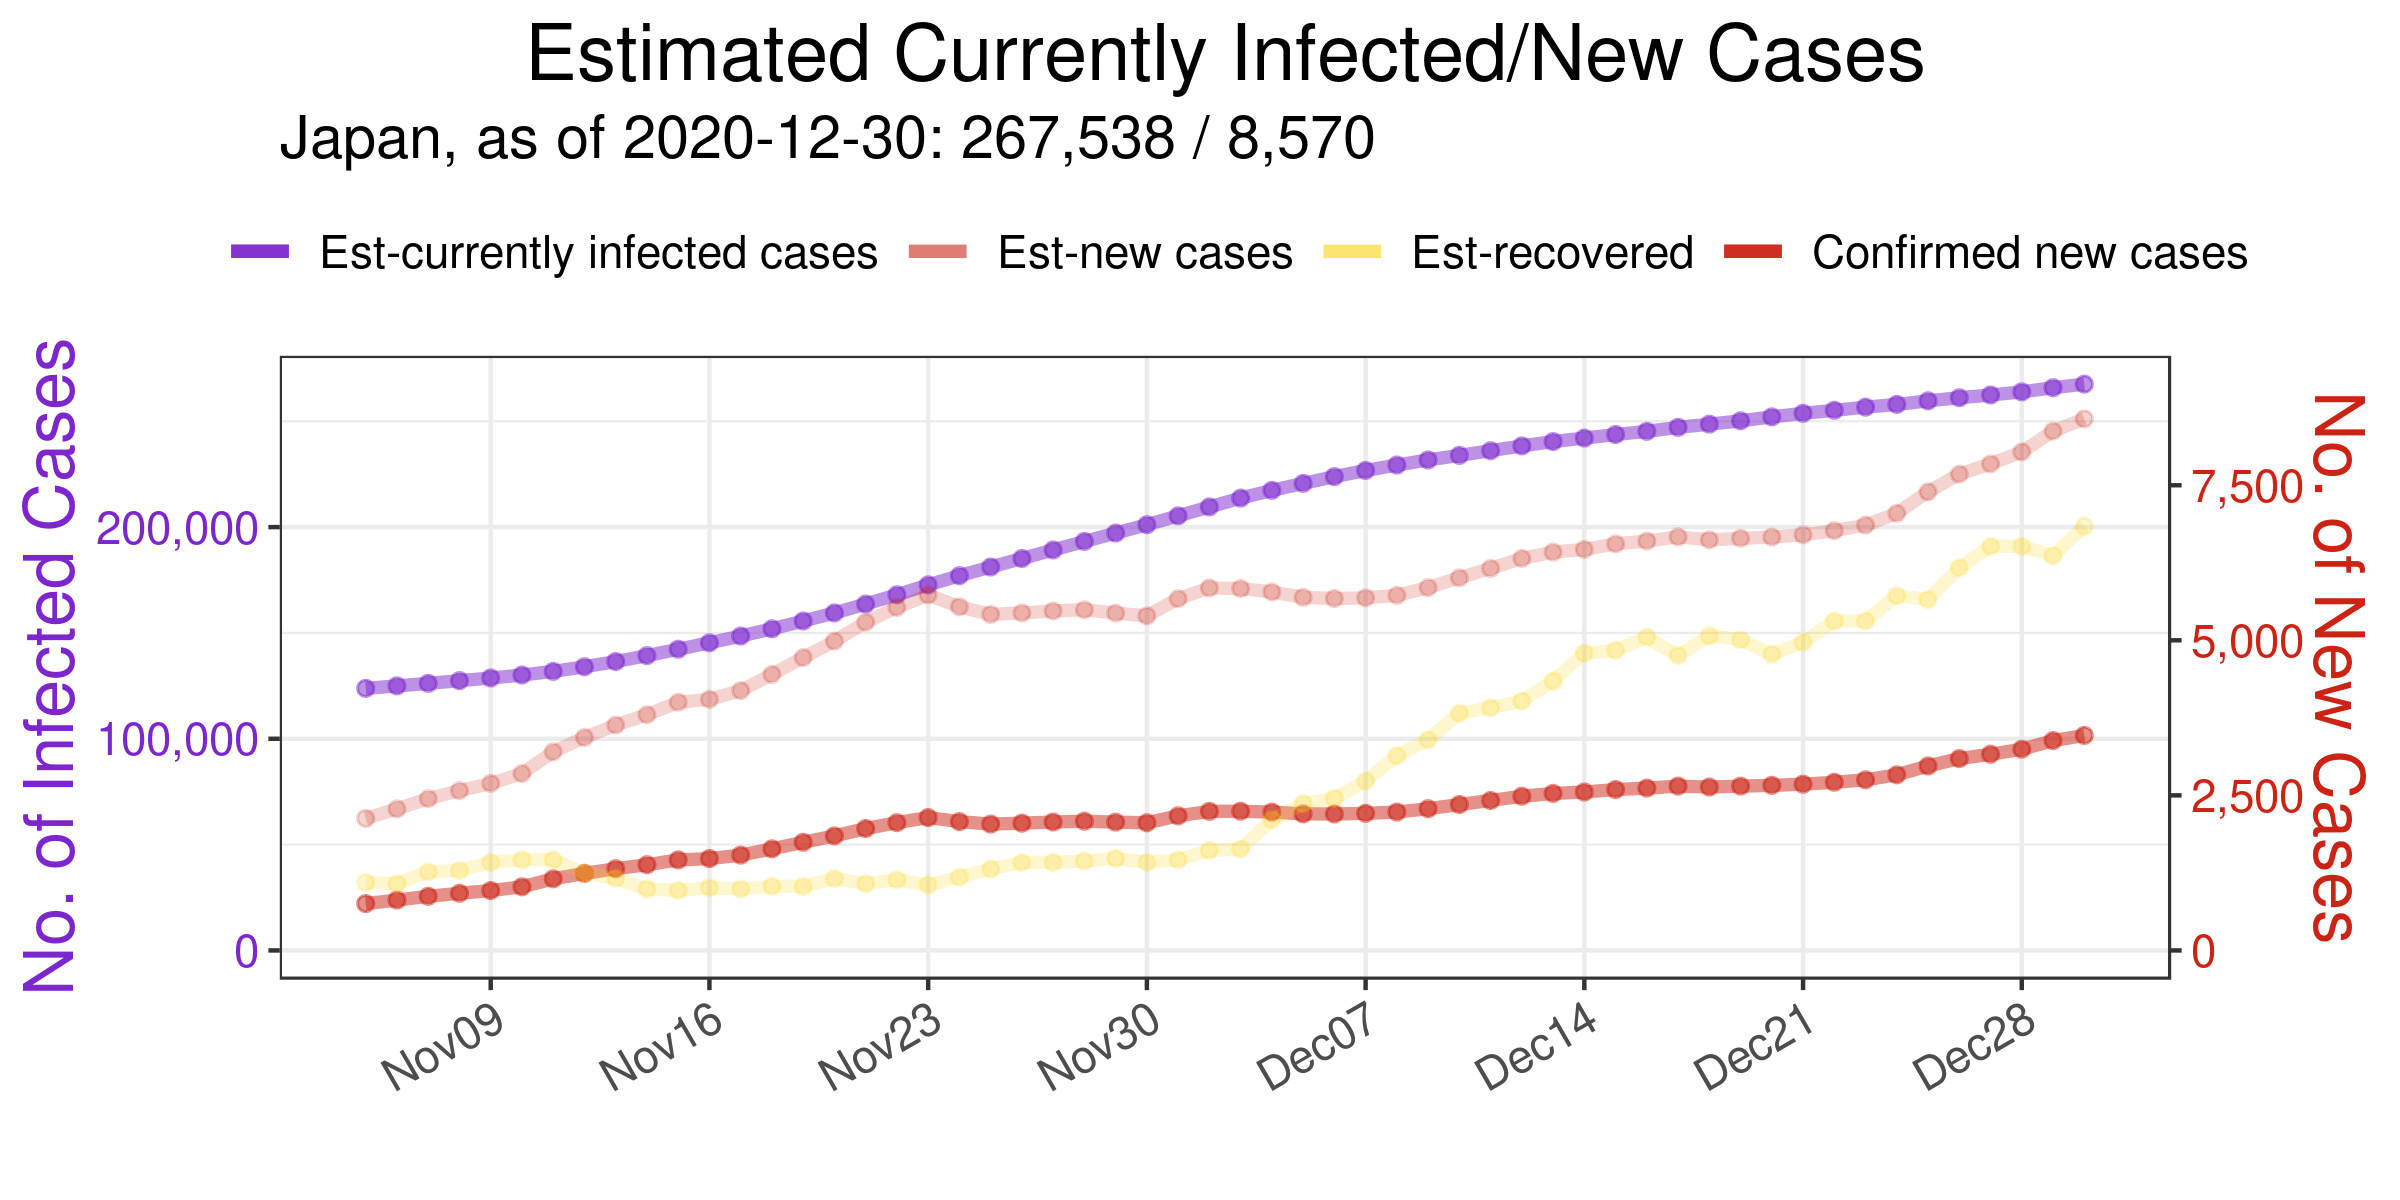 Estimated Currently Infected/New Cases
Japan, as of 2020-12-30: 267,538 / 8,570
Est-currently infected cases Est-new cases Est-recovered Confirmed new cases
No. of Infected Cases
200,000
100,000
0
7,500
5,000
2,500
0
No. of New Cases
Nov09 Nov16 Nov23 Nov30 Dec07 Dec14 Dec21 Dec28